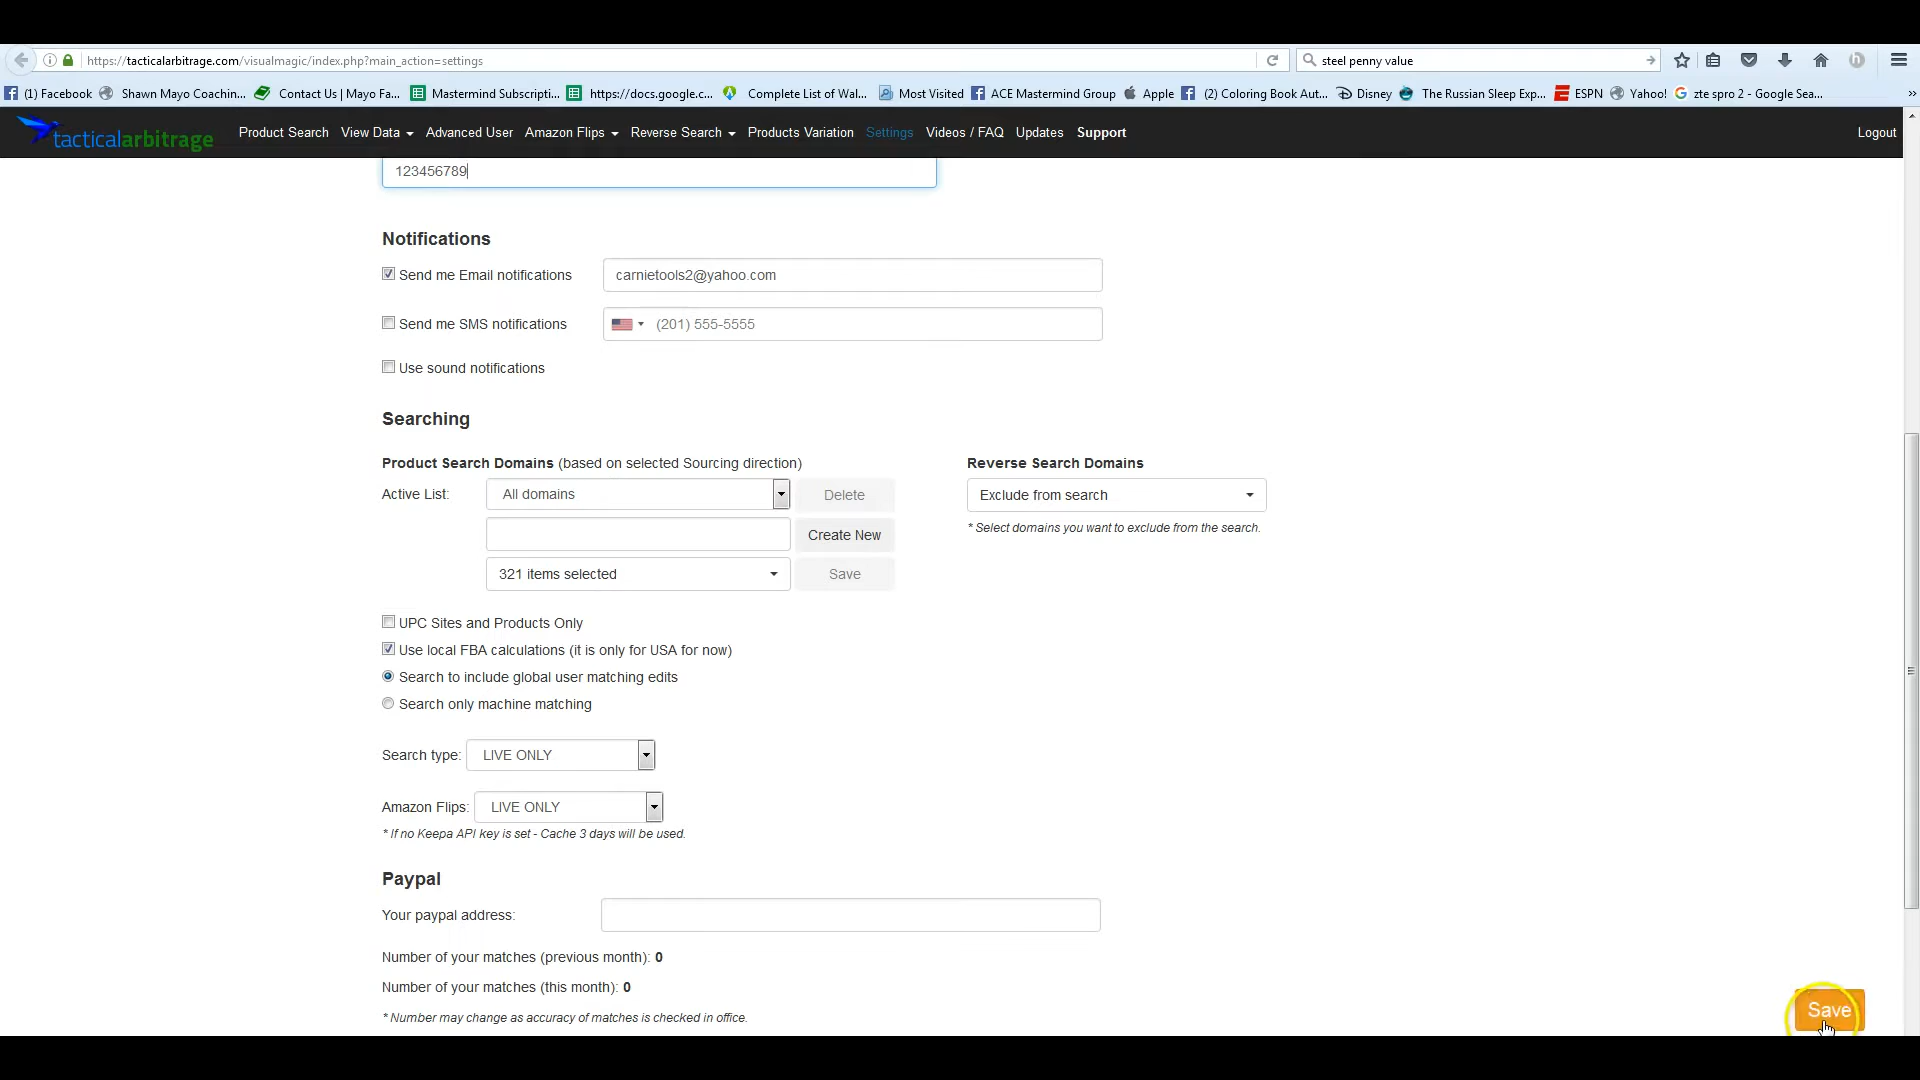 https://tacticalarbitrage.com/visualmagic/index.php?main_action=settings
steel penny value
(1) Facebook
Shawn Mayo Coachin...
Contact Us | Mayo Fa...
Mastermind Subscripti...
https://docs.google.c...
Complete List of Wal...
Most Visited
ACE Mastermind Group
Apple
(2) Coloring Book Aut...
Disney
The Russian Sleep Exp...
ESPN
Yahoo!
zte spro 2 - Google Sea...
tacticalarbitrage
Product Search
View Data
Advanced User
Amazon Flips
Reverse Search
Products Variation
Settings
Videos / FAQ
Updates
Support
Logout
123456789
Notifications
Send me Email notifications
carnietools2@yahoo.com
Send me SMS notifications
(201) 555-5555
Use sound notifications
Searching
Product Search Domains (based on selected Sourcing direction)
Reverse Search Domains
Active List:
All domains
Delete
Exclude from search
* Select domains you want to exclude from the search.
Create New
321 items selected
Save
UPC Sites and Products Only
Use local FBA calculations (it is only for USA for now)
Search to include global user matching edits
Search only machine matching
Search type:
LIVE ONLY
Amazon Flips:
LIVE ONLY
* If no Keepa API key is set - Cache 3 days will be used.
Paypal
Your paypal address:
Number of your matches (previous month): 0
Number of your matches (this month): 0
* Number may change as accuracy of matches is checked in office.
Save